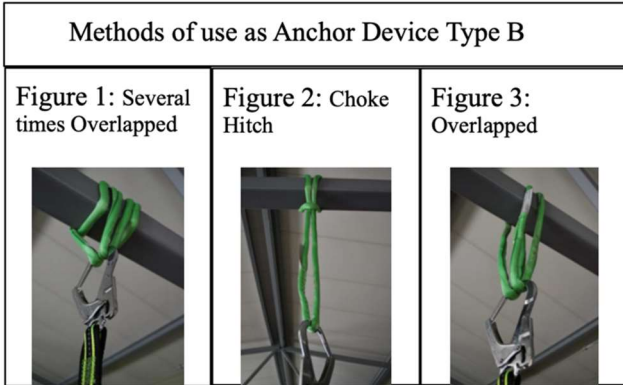 Methods of use as Anchor Device Type B
Figure 1: Several
times Overlapped
Figure 2: Choke
Hitch
Figure 3:
Overlapped